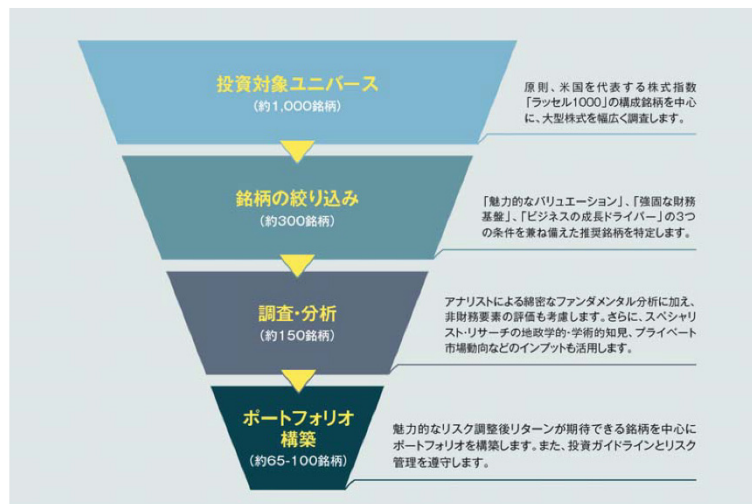 投資対象ユニバース
(約1,000銘柄)
原則、米国を代表する株式指数
「ラッセル1000」の構成銘柄を中心
に、大型株式を幅広く調査します。
銘柄の絞り込み
(約300銘柄)
「魅力的なバリュエーション」、「強固な財務
基盤」、「ビジネスの成長ドライバー」の3つ
の条件を兼ね備えた推奨銘柄を特定します。
調査・分析
(約150銘柄)
アナリストによる綿密なファンダメンタル分析に加え、
非財務要素の評価も考慮します。さらに、スペシャリ
スト・リサーチの地政学的・学術的知見、プライベート
市場動向などのインプットも活用します。
ポートフォリオ
構築
(約65-100銘柄)
魅力的なリスク調整後リターンが期待できる銘柄を中心に
ポートフォリオを構築します。また、投資ガイドラインとリスク
管理を遵守します。